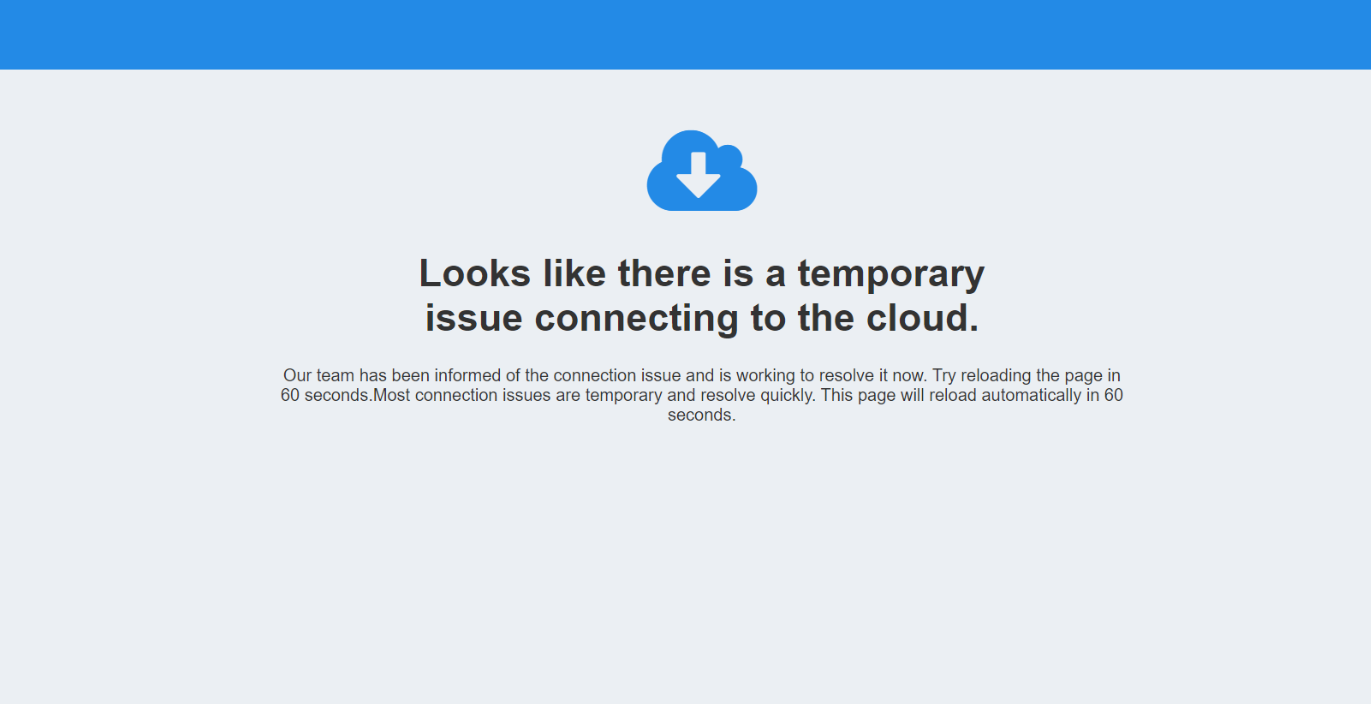 Looks like there is a temporary
issue connecting to the cloud.
Our team has been informed of the connection issue and is working to resolve it now. Try reloading the page in
60 seconds.Most connection issues are temporary and resolve quickly. This page will reload automatically in 60
seconds.